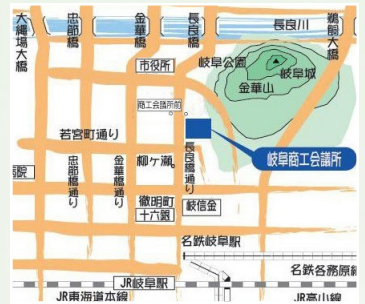 大縄場大橋
忠節橋
金華橋
長良橋
長良川
鵜飼大橋
市役所
岐阜公園
岐阜城
金華山
商工会議所前
若宮町通り
岐阜商工会議所
忠節橋通り
金華橋通り
柳ヶ瀬
長良橋通り
病院
徹明町
十六銀
岐信金
名鉄岐阜駅
名鉄各務原線
JR岐阜駅
JR東海道本線
JR高山線